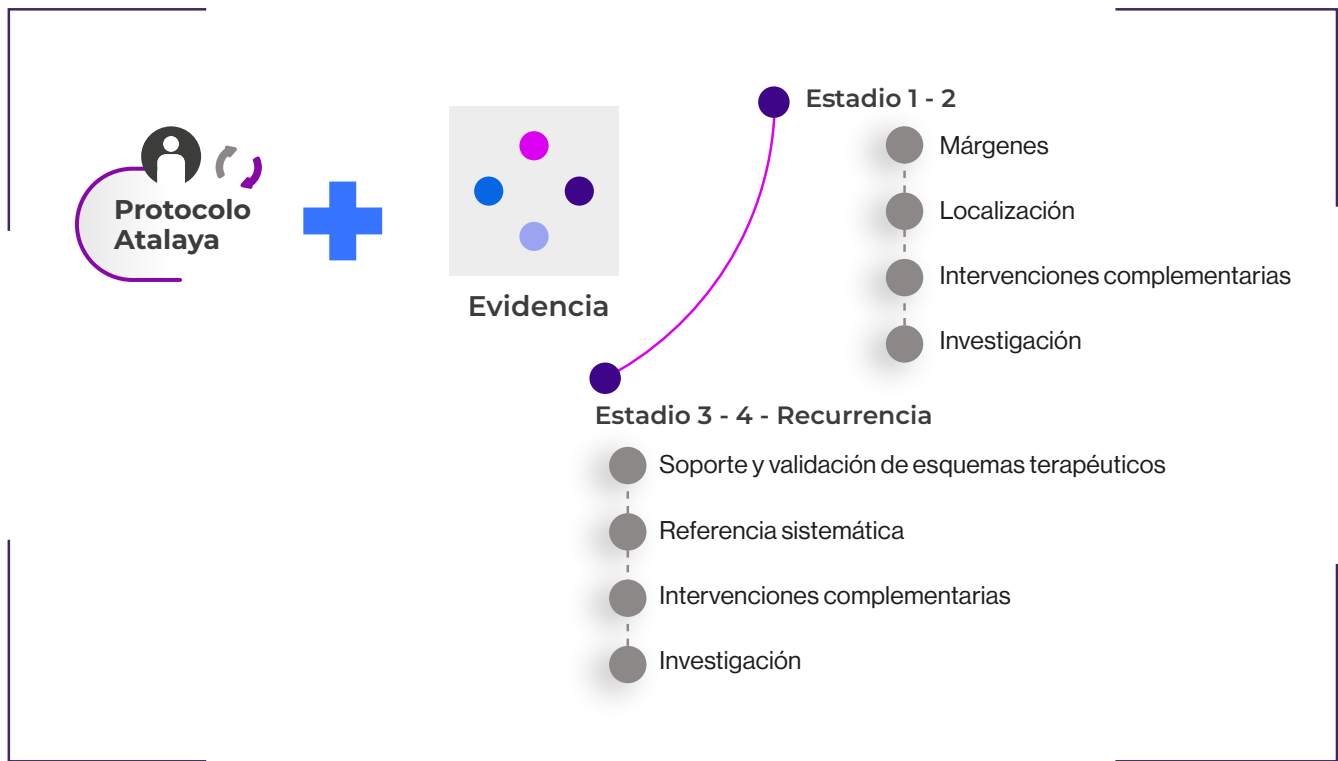 Protocolo
Atalaya
Evidencia
Estadio 1 - 2
Márgenes
Localización
Intervenciones complementarias
Investigación
Estadio 3 - 4 - Recurrencia
Soporte y validación de esquemas terapéuticos
Referencia sistemática
Intervenciones complementarias
Investigación